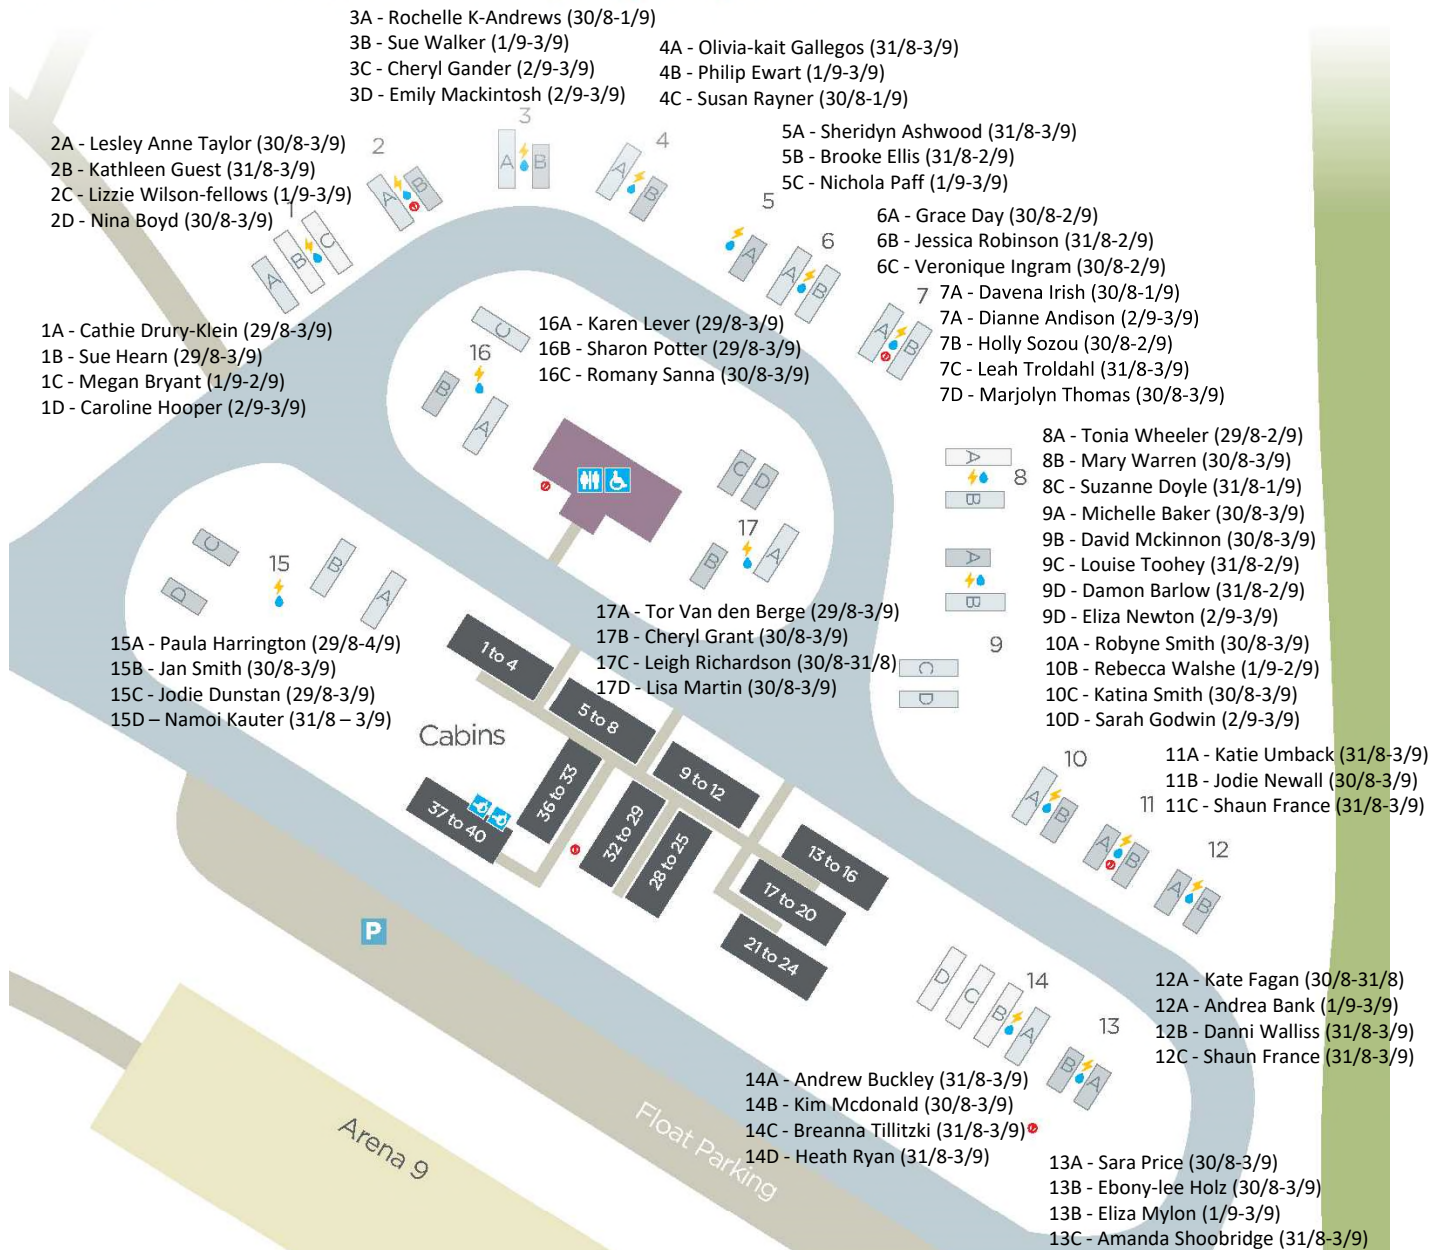 3A - Rochelle K-Andrews (30/8-1/9)
3B - Sue Walker (1/9-3/9)
3C - Cheryl Gander (2/9-3/9)
3D - Emily Mackintosh (2/9-3/9)
4A - Olivia-kait Gallegos (31/8-3/9)
4B - Philip Ewart (1/9-3/9)
4C - Susan Rayner (30/8-1/9)
2A - Lesley Anne Taylor (30/8-3/9)
2B - Kathleen Guest (31/8-3/9)
2C - Lizzie Wilson-fellows (1/9-3/9)
2D - Nina Boyd (30/8-3/9)
5A - Sheridyn Ashwood (31/8-3/9)
5B - Brooke Ellis (31/8-2/9)
5C - Nichola Paff (1/9-3/9)
1
A
B
C
2
A
B
3
A
B
4
A
B
5
A
6
A
B
7
A
B
6A - Grace Day (30/8-2/9)
6B - Jessica Robinson (31/8-2/9)
6C - Veronique Ingram (30/8-2/9)
7A - Davena Irish (30/8-1/9)
7A - Dianne Andison (2/9-3/9)
7B - Holly Sozou (30/8-2/9)
7C - Leah Troldahl (31/8-3/9)
7D - Marjolyn Thomas (30/8-3/9)
1A - Cathie Drury-Klein (29/8-3/9)
1B - Sue Hearn (29/8-3/9)
1C - Megan Bryant (1/9-2/9)
1D - Caroline Hooper (2/9-3/9)
16A - Karen Lever (29/8-3/9)
16B - Sharon Potter (29/8-3/9)
16C - Romany Sanna (30/8-3/9)
C
16
B
A
8A - Tonia Wheeler (29/8-2/9)
8B - Mary Warren (30/8-3/9)
8C - Suzanne Doyle (31/8-1/9)
9A - Michelle Baker (30/8-3/9)
9B - David Mckinnon (30/8-3/9)
9C - Louise Toohey (31/8-2/9)
9D - Damon Barlow (31/8-2/9)
9D - Eliza Newton (2/9-3/9)
10A - Robyne Smith (30/8-3/9)
10B - Rebecca Walshe (1/9-2/9)
10C - Katina Smith (30/8-3/9)
10D - Sarah Godwin (2/9-3/9)
A
8
B
A
B
9
C
D
C
D
17
B
A
C
15
B
D
A
17A - Tor Van den Berge (29/8-3/9)
17B - Cheryl Grant (30/8-3/9)
17C - Leigh Richardson (30/8-31/8)
17D - Lisa Martin (30/8-3/9)
15A - Paula Harrington (29/8-4/9)
15B - Jan Smith (30/8-3/9)
15C - Jodie Dunstan (29/8-3/9)
15D – Namoi Kauter (31/8 – 3/9)
1 to 4
5 to 8
Cabins
9 to 12
36 to 33
37 to 40
32 to 29
28 to 25
13 to 16
17 to 20
21 to 24
11A - Katie Umback (31/8-3/9)
11B - Jodie Newall (30/8-3/9)
11C - Shaun France (31/8-3/9)
10
A
B
11
A
B
12
A
B
P
D
C
B
A
14
13
B
A
12A - Kate Fagan (30/8-31/8)
12A - Andrea Bank (1/9-3/9)
12B - Danni Walliss (31/8-3/9)
12C - Shaun France (31/8-3/9)
14A - Andrew Buckley (31/8-3/9)
14B - Kim Mcdonald (30/8-3/9)
14C - Breanna Tillitzki (31/8-3/9)
14D - Heath Ryan (31/8-3/9)
Arena 9
Float Parking
13A - Sara Price (30/8-3/9)
13B - Ebony-lee Holz (30/8-3/9)
13B - Eliza Mylon (1/9-3/9)
13C - Amanda Shoobridge (31/8-3/9)